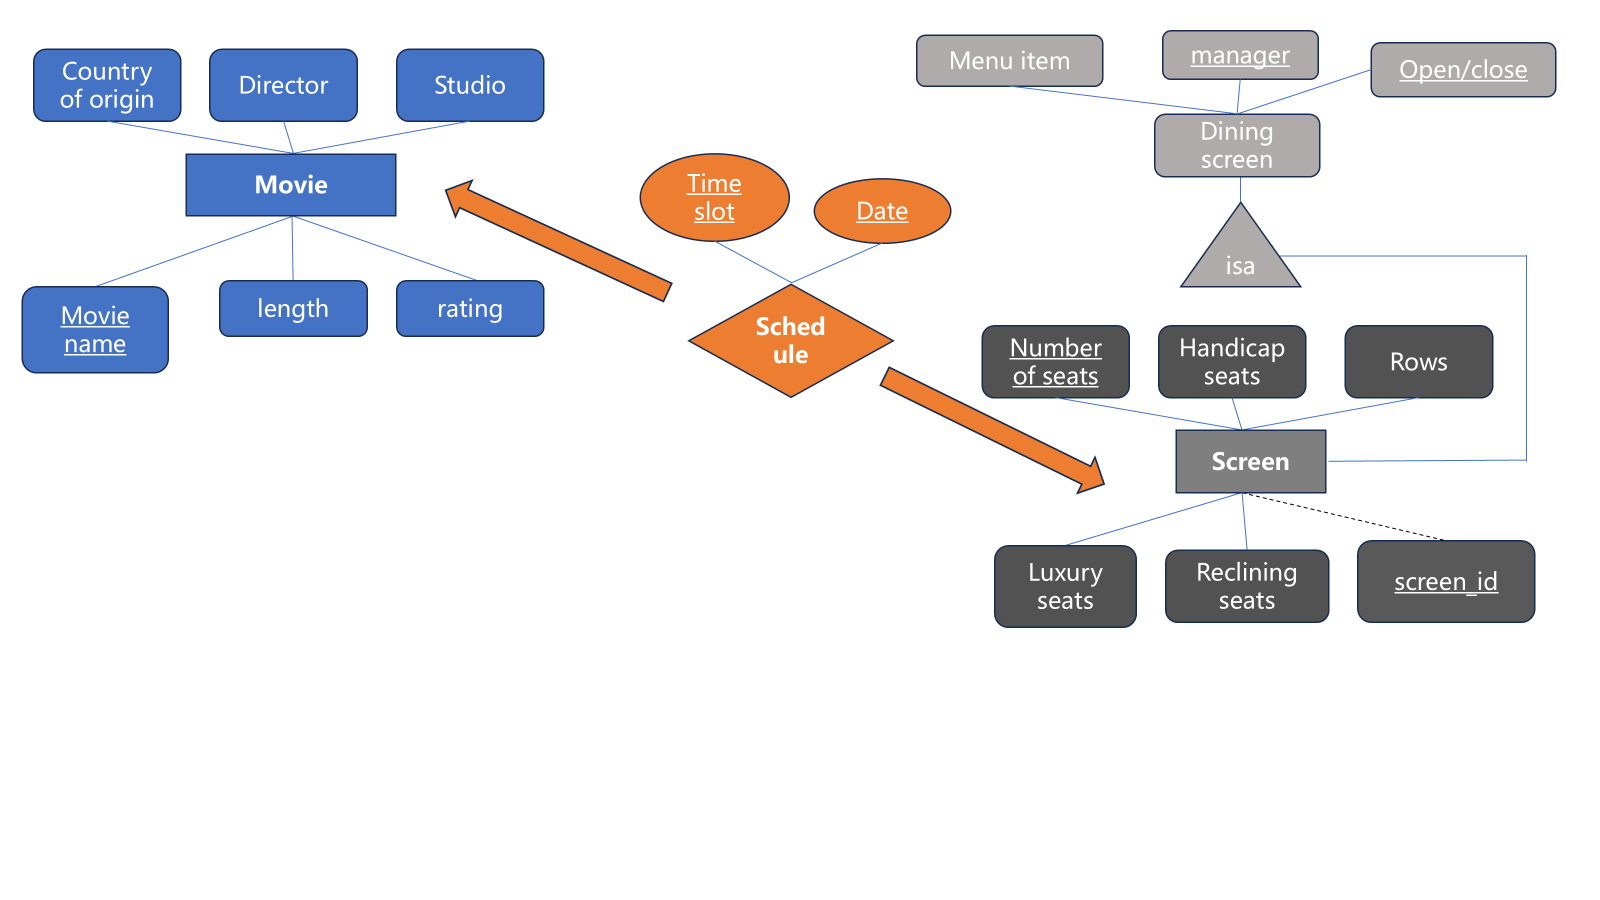 Country
of origin
Director
Studio
Movie
Movie
name
length
rating
Time
slot
Date
Sched
ule
Menu item
manager
Open/close
Dining
screen
isa
Number
of seats
Handicap
seats
Rows
Screen
Luxury
seats
Reclining
seats
screen_id